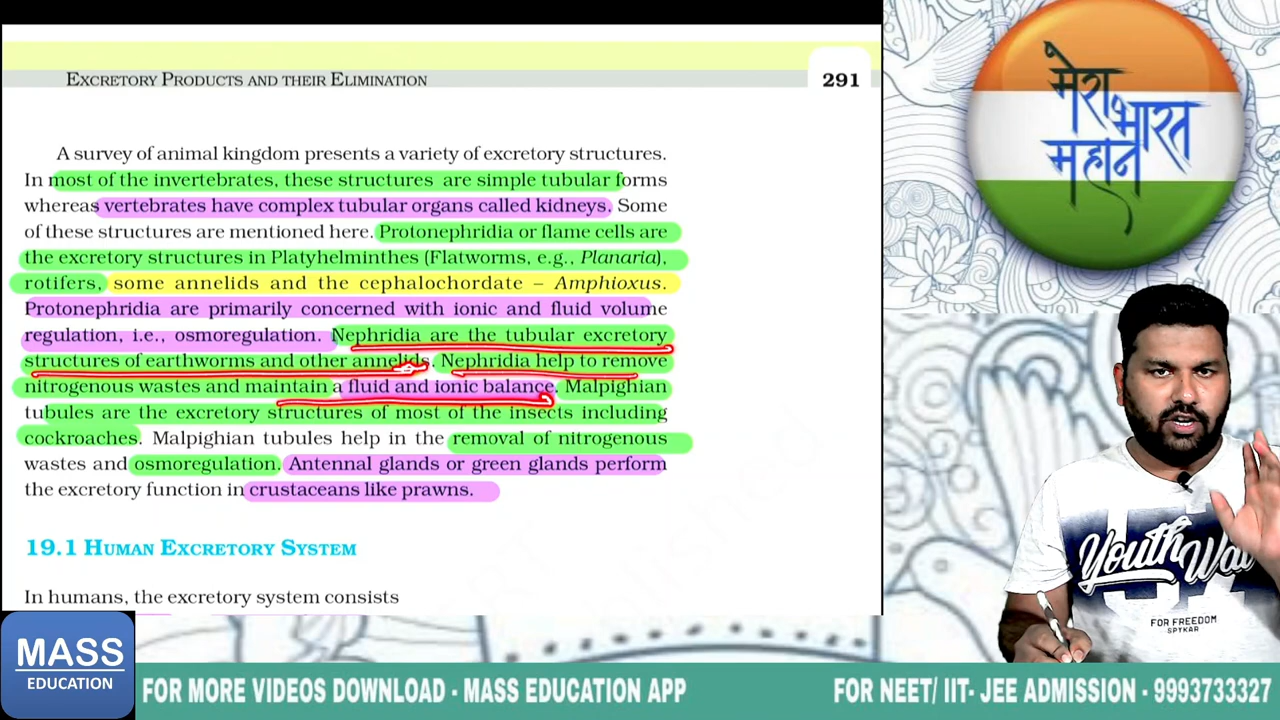 EXCRETORY PRODUCTS AND THEIR ELIMINATION
291
A survey of animal kingdom presents a variety of excretory structures.
In most of the invertebrates, these structures are simple tubular forms
whereas vertebrates have complex tubular organs called kidneys. Some
of these structures are mentioned here. Protonephridia or flame cells are
the excretory structures in Platyhelminthes (Flatworms, e.g., Planaria),
rotifers, some annelids and the cephalochordate – Amphioxus.
Protonephridia are primarily concerned with ionic and fluid volume
regulation, i.e., osmoregulation. Nephridia are the tubular excretory
structures of earthworms and other annelids. Nephridia help to remove
nitrogenous wastes and maintain a fluid and ionic balance. Malpighian
tubules are the excretory structures of most of the insects including
cockroaches. Malpighian tubules help in the removal of nitrogenous
wastes and osmoregulation. Antennal glands or green glands perform
the excretory function in crustaceans like prawns.
19.1 HUMAN EXCRETORY SYSTEM
In humans, the excretory system consists
मेरा
भारत
महान
FOR FREEDOM
SPYKAR
MASS
EDUCATION
FOR MORE VIDEOS DOWNLOAD - MASS EDUCATION APP
FOR NEET/ IIT- JEE ADMISSION - 9993733327